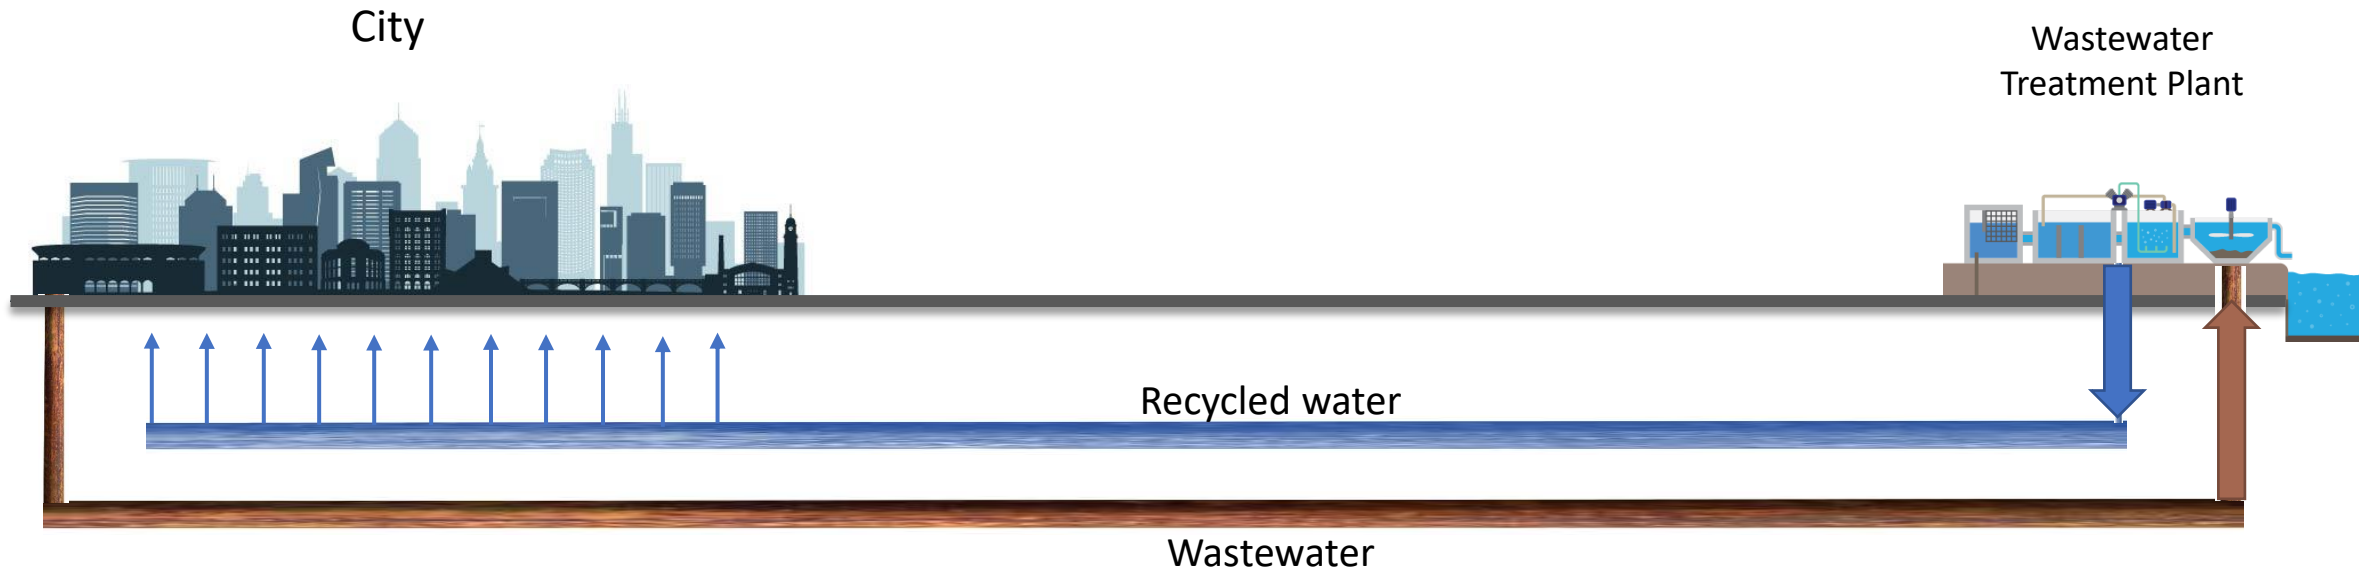 City
Wastewater
Treatment Plant
Recycled water
Wastewater